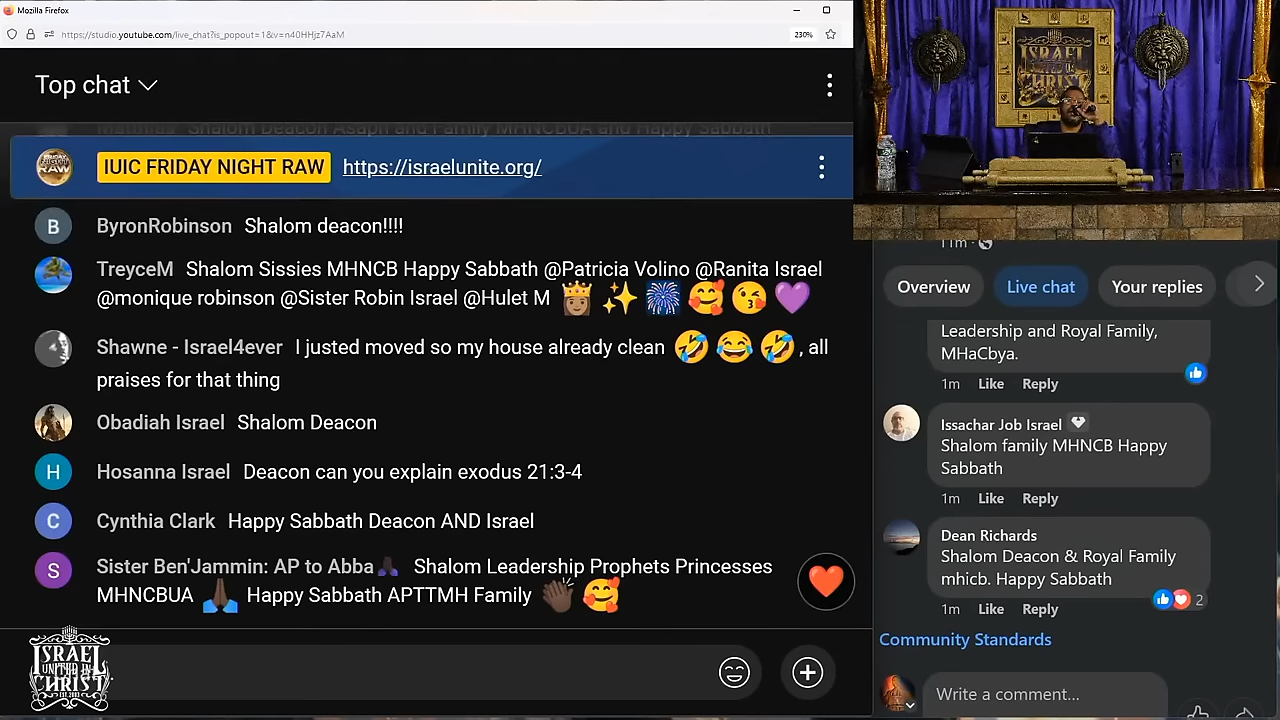 Mozilla Firefox
https://studio.youtube.com/live_chat?is_popout=1&v=n40HHjz7AaM
230%
Top chat
Shalom Deacon Asaph and Family MHNCBUA and Happy Sabbath
IUIC FRIDAY NIGHT RAW https://israelunite.org/
B ByronRobinson Shalom deacon!!!!
TreyceM Shalom Sissies MHNCB Happy Sabbath @Patricia Volino @Ranita Israel
@monique robinson @Sister Robin Israel @Hulet M 👸🏽✨🎆🥰😘💜
Shawne - Israel4ever I justed moved so my house already clean 🤣😂🤣, all
praises for that thing
Obadiah Israel Shalom Deacon
H Hosanna Israel Deacon can you explain exodus 21:3-4
C Cynthia Clark Happy Sabbath Deacon AND Israel
S Sister Ben'Jammin: AP to Abba Shalom Leadership Prophets Princesses
MHNCBUA 🙏🏾 Happy Sabbath APTTMH Family 👏🏿🥰
ISRAEL
UNITED IN
CHRIST
EST. 2003
ISRAEL
UNITED IN
CHRIST
11m
Overview Live chat Your replies
Leadership and Royal Family,
MHaCbya.
1m Like Reply
Issachar Job Israel
Shalom family MHNCB Happy
Sabbath
1m Like Reply
Dean Richards
Shalom Deacon & Royal Family
mhicb. Happy Sabbath
2
1m Like Reply
Community Standards
Write a comment...